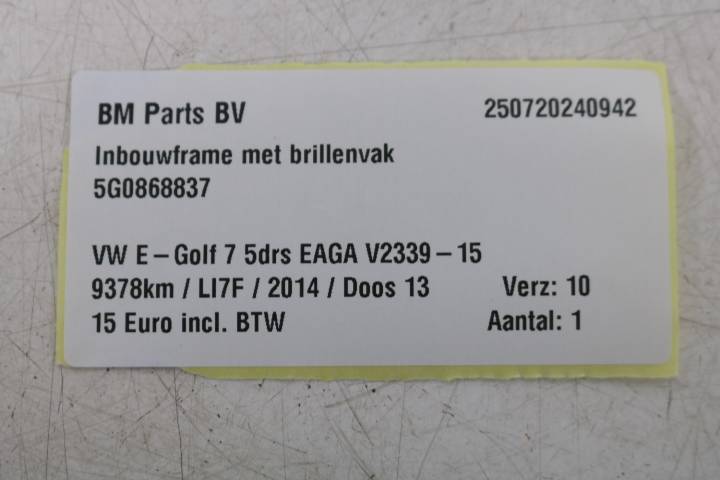 BM Parts BV 250720240942
Inbouwframe met brillenvak
5G0868837
VW E-Golf 7 5drs EAGA V2339-15
9378km / LI7F / 2014 / Doos 13 Verz: 10
15 Euro incl. BTW Aantal: 1